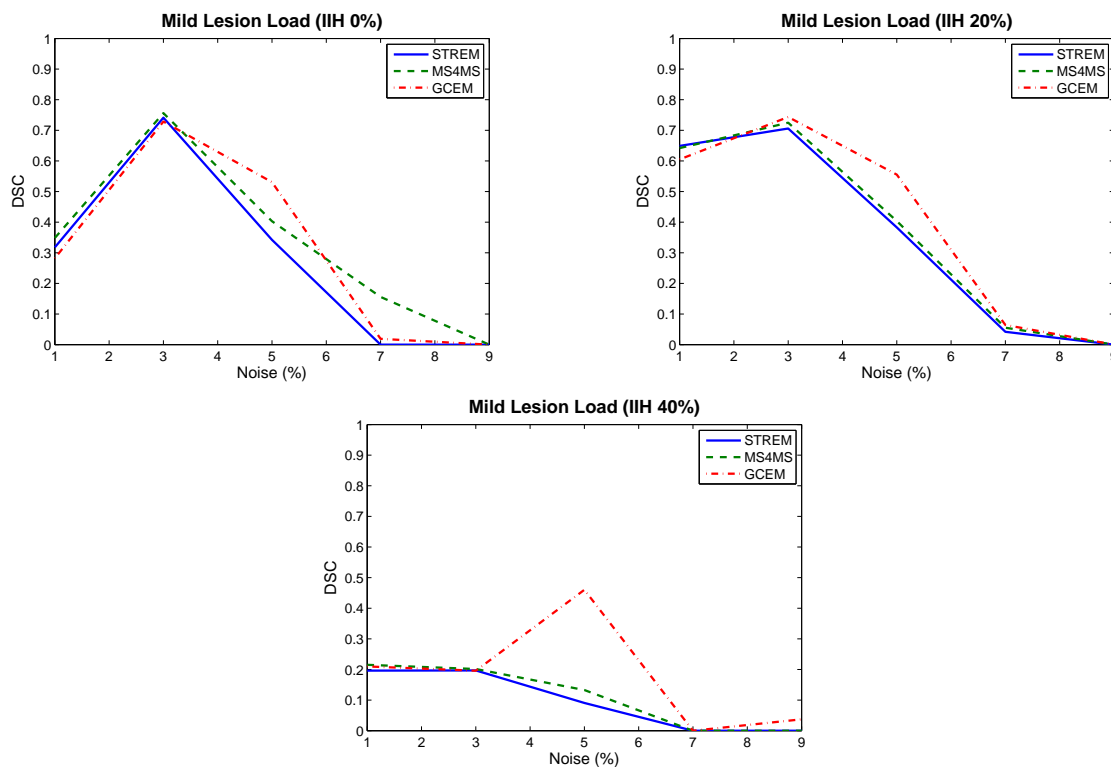 Mild Lesion Load (IIH 0%)
1
0.9
0.8
0.7
0.6
0.5
0.4
0.3
0.2
0.1
0
DSC
STREM
MS4MS
GCEM
1 2 3 4 5 6 7 8 9
Noise (%)
Mild Lesion Load (IIH 20%)
1
0.9
0.8
0.7
0.6
0.5
0.4
0.3
0.2
0.1
0
DSC
STREM
MS4MS
GCEM
1 2 3 4 5 6 7 8 9
Noise (%)
Mild Lesion Load (IIH 40%)
1
0.9
0.8
0.7
0.6
0.5
0.4
0.3
0.2
0.1
0
DSC
STREM
MS4MS
GCEM
1 2 3 4 5 6 7 8 9
Noise (%)